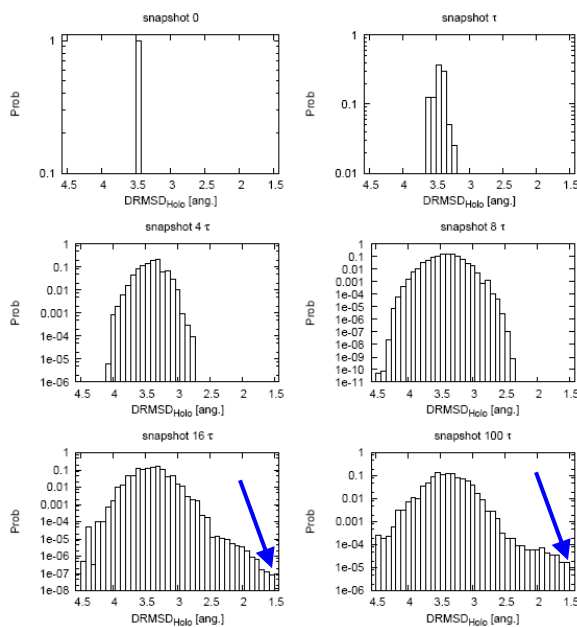 snapshot 0
1
0.1
Prob
4.5 4 3.5 3 2.5 2 1.5
DRMSD_Holo [ang.]
snapshot τ
1
0.1
0.01
Prob
4.5 4 3.5 3 2.5 2 1.5
DRMSD_Holo [ang.]
snapshot 4 τ
1
0.1
0.01
0.001
1e-04
1e-05
1e-06
Prob
4.5 4 3.5 3 2.5 2 1.5
DRMSD_Holo [ang.]
snapshot 8 τ
1
0.1
0.01
0.001
1e-04
1e-05
1e-06
1e-07
1e-08
1e-09
1e-10
1e-11
Prob
4.5 4 3.5 3 2.5 2 1.5
DRMSD_Holo [ang.]
snapshot 16 τ
1
0.1
0.01
0.001
1e-04
1e-05
1e-06
1e-07
1e-08
Prob
4.5 4 3.5 3 2.5 2 1.5
DRMSD_Holo [ang.]
snapshot 100 τ
1
0.1
0.01
0.001
1e-04
1e-05
1e-06
Prob
4.5 4 3.5 3 2.5 2 1.5
DRMSD_Holo [ang.]